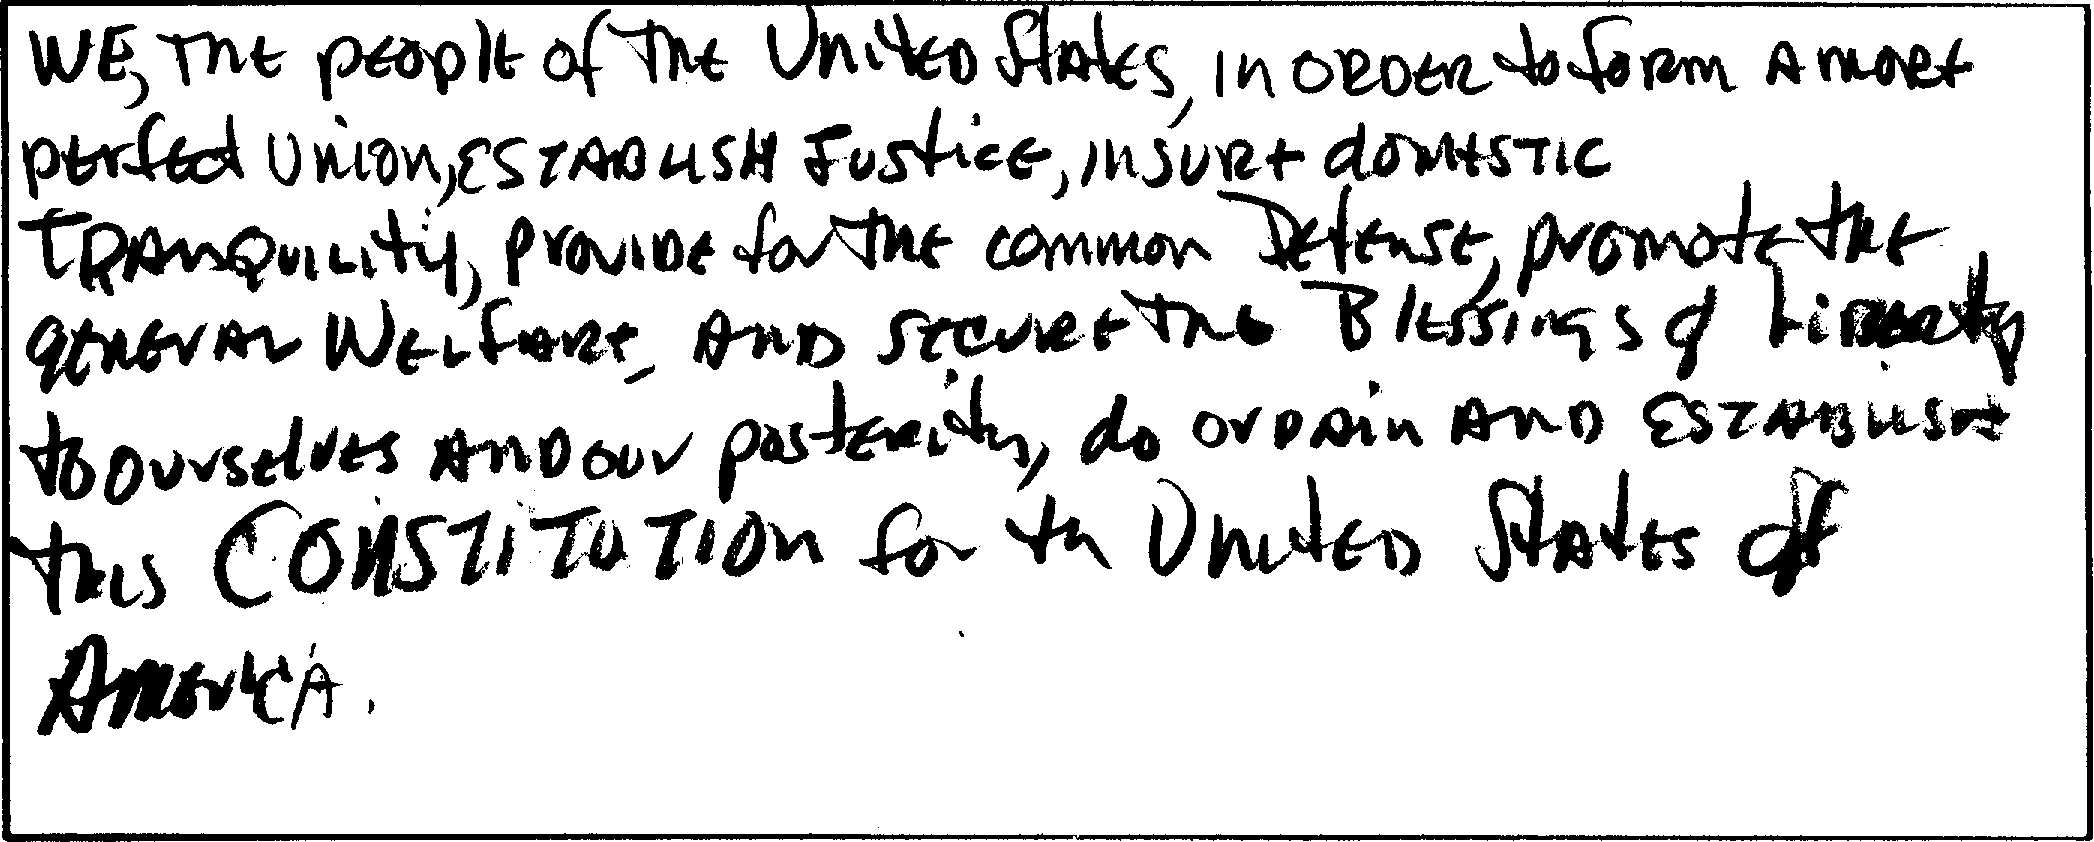 WE, THE PEOPLE of THE UNITED States, IN ORDER to form A more
perfect Union, ESTABLISH Justice, INSURE dOMESTIC
TRANQUILITY, PROVIDE for THE common Defense, promote the
general Welfare, AND secure the Blessings of Liberty
to ourselves AND our posterity, do ordain AND ESTABLISH
this CONSTITUTION for th United States of
AMERICA.